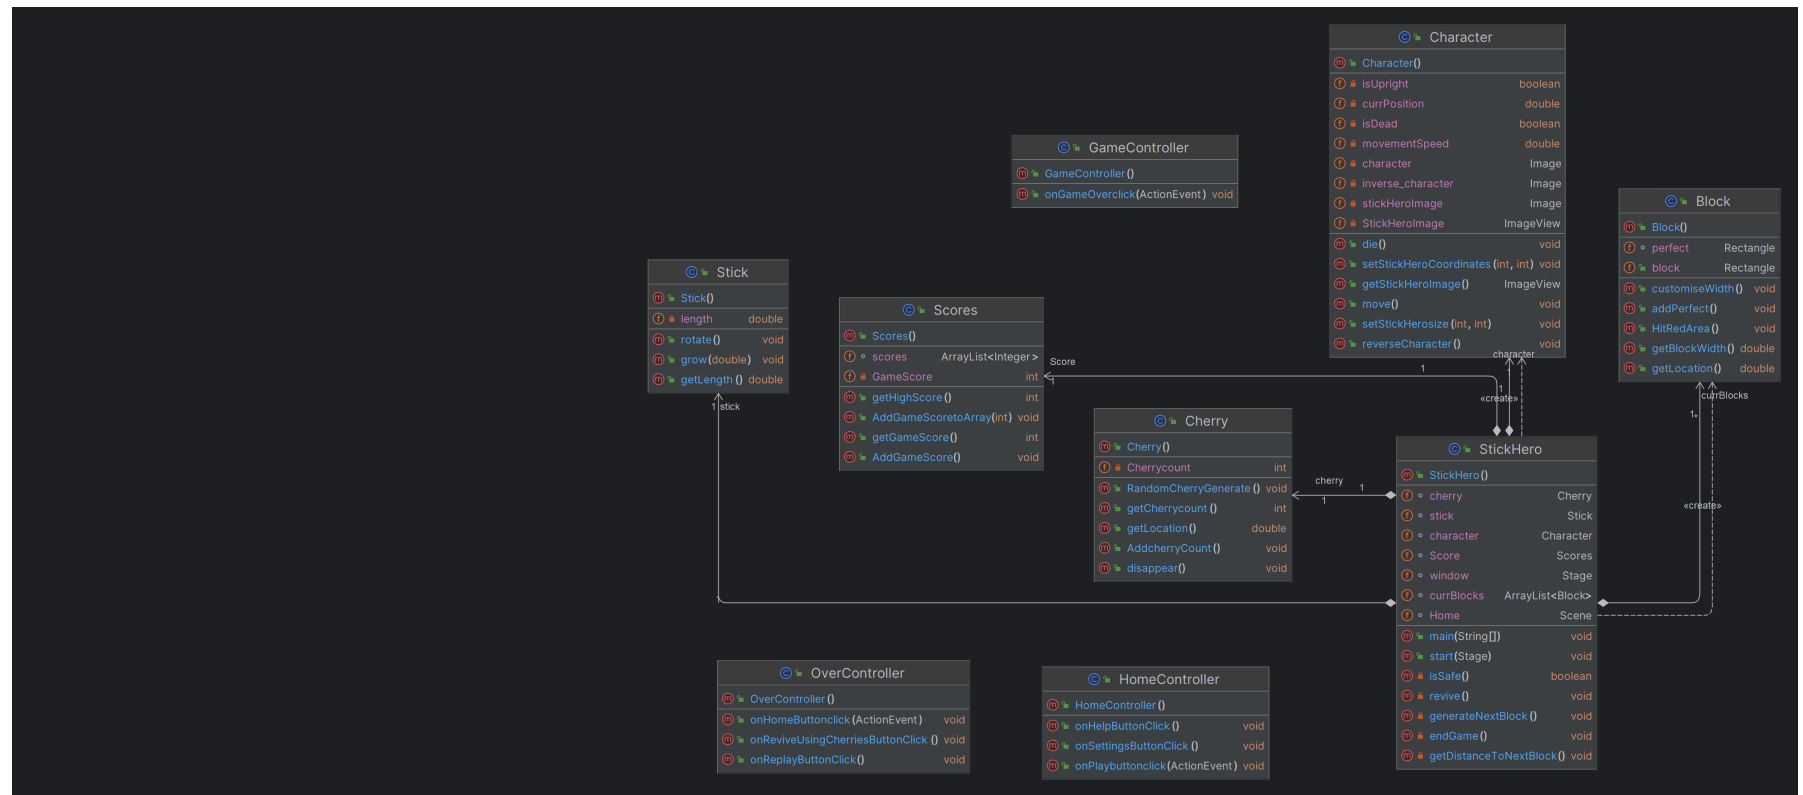 Character
Character()
isUpright boolean
currPosition double
isDead boolean
movementSpeed double
character Image
inverse_character Image
stickHeroImage Image
StickHeroImage ImageView
die() void
setStickHeroCoordinates(int, int) void
getStickHeroImage() ImageView
move() void
setStickHerosize(int, int) void
reverseCharacter() void
GameController
GameController()
onGameOverclick(ActionEvent) void
Block
Block()
perfect Rectangle
block Rectangle
customiseWidth() void
addPerfect() void
HitRedArea() void
getBlockWidth() double
getLocation() double
Stick
Stick()
length double
rotate() void
grow(double) void
getLength() double
Scores
Scores()
scores ArrayList<Integer>
GameScore int
getHighScore() int
AddGameScoretoArray(int) void
getGameScore() int
AddGameScore() void
Score
1
1
character
1
1
«create»
currBlocks
1*
«create»
1 stick
1
Cherry
Cherry()
Cherrycount int
RandomCherryGenerate() void
getCherrycount() int
getLocation() double
AddcherryCount() void
disappear() void
cherry
1
1
StickHero
StickHero()
cherry Cherry
stick Stick
character Character
Score Scores
window Stage
currBlocks ArrayList<Block>
Home Scene
main(String[]) void
start(Stage) void
isSafe() boolean
revive() void
generateNextBlock() void
endGame() void
getDistanceToNextBlock() void
OverController
OverController()
onHomeButtonclick(ActionEvent) void
onReviveUsingCherriesButtonClick() void
onReplayButtonClick() void
HomeController
HomeController()
onHelpButtonClick() void
onSettingsButtonClick() void
onPlaybuttonclick(ActionEvent) void